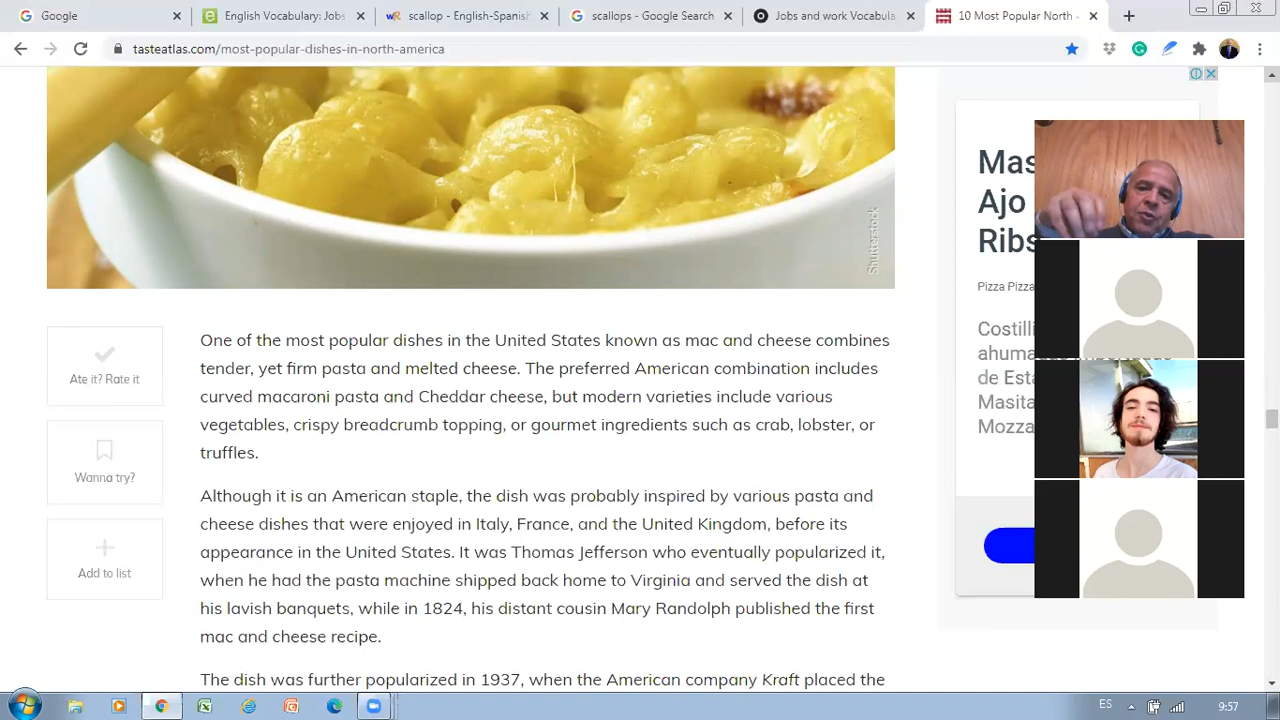 Google
English Vocabulary: Jobs
scallop - English-Spanish
scallops - Google Search
Jobs and work Vocabula
10 Most Popular North
tasteatlas.com/most-popular-dishes-in-north-america
Shutterstock
Mas
Ajo
Ribs
Pizza Pizza
Costilli
ahuma
de Esta
Masita
Mozza
Ate it? Rate it
Wanna try?
Add to list
One of the most popular dishes in the United States known as mac and cheese combines
tender, yet firm pasta and melted cheese. The preferred American combination includes
curved macaroni pasta and Cheddar cheese, but modern varieties include various
vegetables, crispy breadcrumb topping, or gourmet ingredients such as crab, lobster, or
truffles.
Although it is an American staple, the dish was probably inspired by various pasta and
cheese dishes that were enjoyed in Italy, France, and the United Kingdom, before its
appearance in the United States. It was Thomas Jefferson who eventually popularized it,
when he had the pasta machine shipped back home to Virginia and served the dish at
his lavish banquets, while in 1824, his distant cousin Mary Randolph published the first
mac and cheese recipe.
The dish was further popularized in 1937, when the American company Kraft placed the
ES
9:57